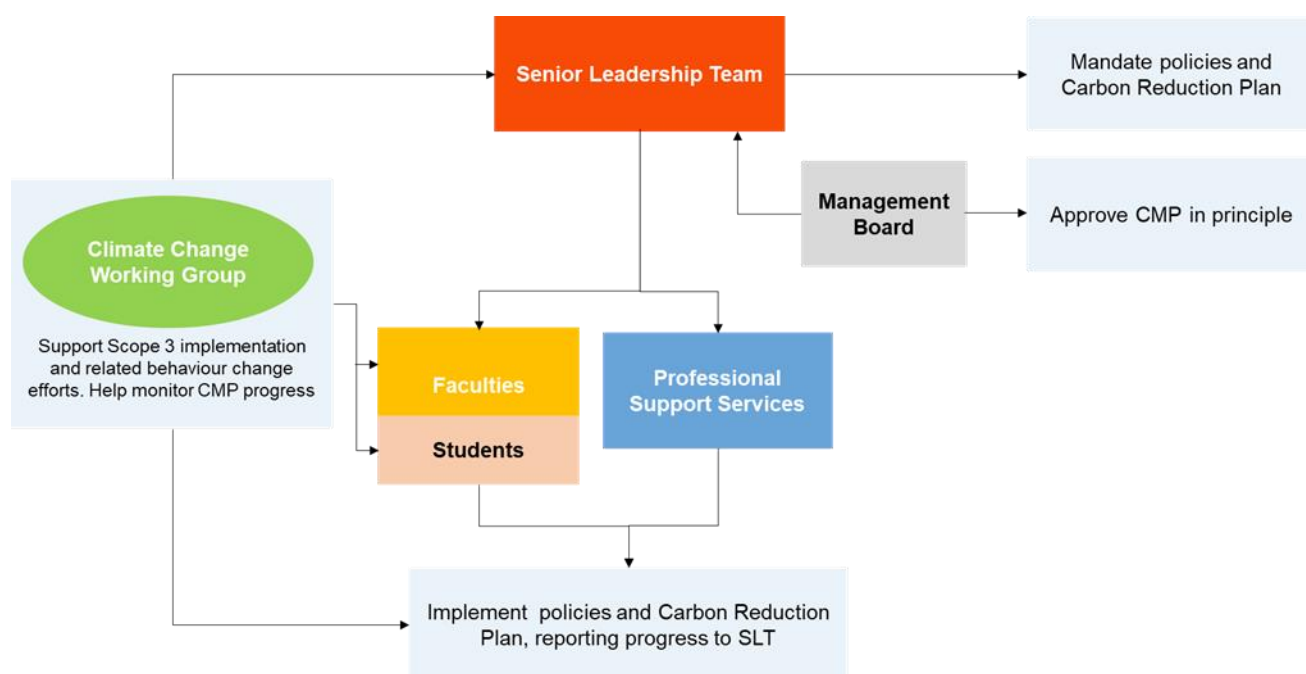 Senior Leadership Team
Mandate policies and
Carbon Reduction Plan
Management
Board
Approve CMP in principle
Climate Change
Working Group
Support Scope 3 implementation
and related behaviour change
efforts. Help monitor CMP progress
Faculties
Students
Professional
Support Services
Implement policies and Carbon Reduction
Plan, reporting progress to SLT